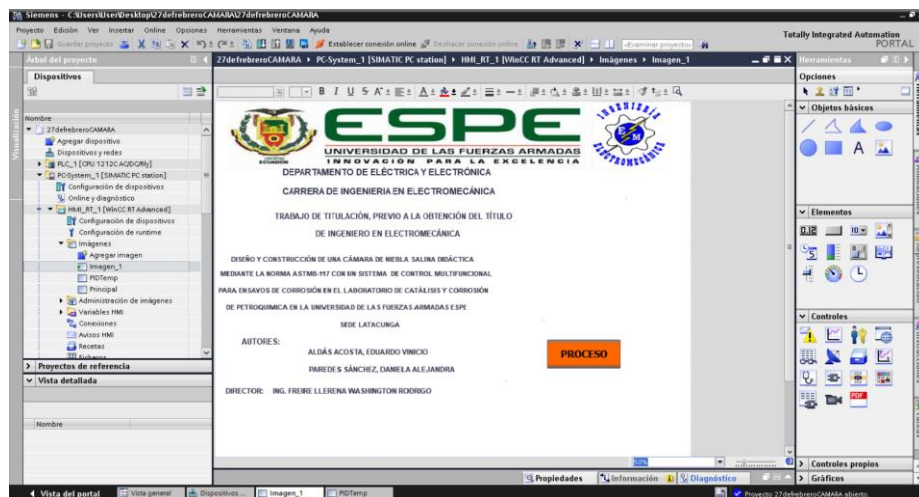 Siemens - C:\Users\User\Desktop\27defrebreroCAMARA\27defrebreroCAMARA
Proyecto Edición Ver Insertar Online Opciones Herramientas Ventana Ayuda
Guardar proyecto
Establecer conexión online
Deshacer conexión online
<Examinar proyecto>
Totally Integrated Automation
PORTAL
Árbol del proyecto
27defrebreroCAMARA ▸ PC-System_1 [SIMATIC PC station] ▸ HMI_RT_1 [WinCC RT Advanced] ▸ Imágenes ▸ Imagen_1
Herramientas
Dispositivos
Opciones
Visualización
Nombre
27defrebreroCAMARA
Agregar dispositivo
Dispositivos y redes
PLC_1 [CPU 1212C AC/DC/Rly]
PC-System_1 [SIMATIC PC station]
Configuración de dispositivos
Online y diagnóstico
HMI_RT_1 [WinCC RT Advanced]
Configuración de dispositivos
Configuración de runtime
Imágenes
Agregar imagen
Imagen_1
PIDTemp
Principal
Administración de imágenes
Variables HMI
Conexiones
Avisos HMI
Recetas
Ficheros
Proyectos de referencia
Vista detallada
Nombre
ESPE
UNIVERSIDAD DE LAS FUERZAS ARMADAS
INNOVACIÓN PARA LA EXCELENCIA
ECUADOR
INGENIERÍA
E M
ELECTROMECÁNICA
DEPARTAMENTO DE ELÉCTRICA Y ELECTRÓNICA
CARRERA DE INGENIERIA EN ELECTROMECÁNICA
TRABAJO DE TITULACIÓN, PREVIO A LA OBTENCIÓN DEL TÍTULO
DE INGENIERO EN ELECTROMECÁNICA
DISEÑO Y CONSTRUCCIÓN DE UNA CÁMARA DE NIEBLA SALINA DIDÁCTICA
MEDIANTE LA NORMA ASTMB-117 CON UN SISTEMA DE CONTROL MULTIFUNCIONAL
PARA ENSAYOS DE CORROSIÓN EN EL LABORATORIO DE CATÁLISIS Y CORROSIÓN
DE PETROQUIMICA EN LA UNIVERSIDAD DE LAS FUERZAS ARMADAS ESPE
SEDE LATACUNGA
AUTORES:
ALDÁS ACOSTA, EDUARDO VINICIO
PAREDES SÁNCHEZ, DANIELA ALEJANDRA
DIRECTOR: ING. FREIRE LLERENA WASHINGTON RODRIGO
PROCESO
Objetos básicos
A
Elementos
0.12
10
Controles
PDF
Controles propios
Gráficos
Propiedades
Información
Diagnóstico
Vista del portal
Vista general
Dispositivos ...
Imagen_1
PIDTemp
Proyecto 27defrebreroCAMARA abierto.